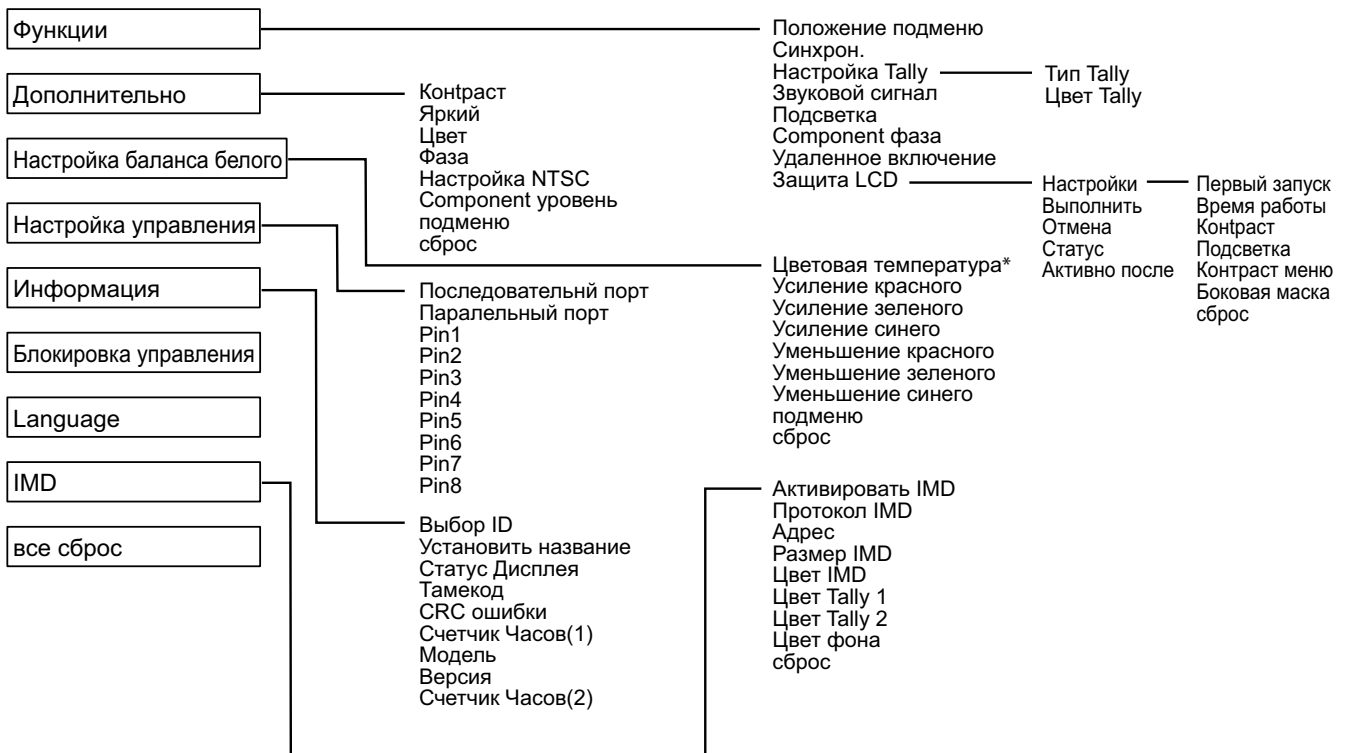 Функции
Дополнительно
Настройка баланса белого
Настройка управления
Информация
Блокировка управления
Language
IMD
все сброс
Контраст
Яркий
Цвет
Фаза
Настройка NTSC
Component уровень
подменю
сброс
Последовательнй порт
Паралельный порт
Pin1
Pin2
Pin3
Pin4
Pin5
Pin6
Pin7
Pin8
Выбор ID
Установить название
Статус Дисплея
Тамекод
CRC ошибки
Счетчик Часов(1)
Модель
Версия
Счетчик Часов(2)
Положение подменю
Синхрон.
Настройка Tally
Звуковой сигнал
Подсветка
Component фаза
Удаленное включение
Защита LCD
Тип Tally
Цвет Tally
Настройки
Выполнить
Отмена
Статус
Активно после
Первый запуск
Время работы
Контраст
Подсветка
Контраст меню
Боковая маска
сброс
Цветовая температура*
Усиление красного
Усиление зеленого
Усиление синего
Уменьшение красного
Уменьшение зеленого
Уменьшение синего
подменю
сброс
Активировать IMD
Протокол IMD
Адрес
Размер IMD
Цвет IMD
Цвет Tally 1
Цвет Tally 2
Цвет фона
сброс